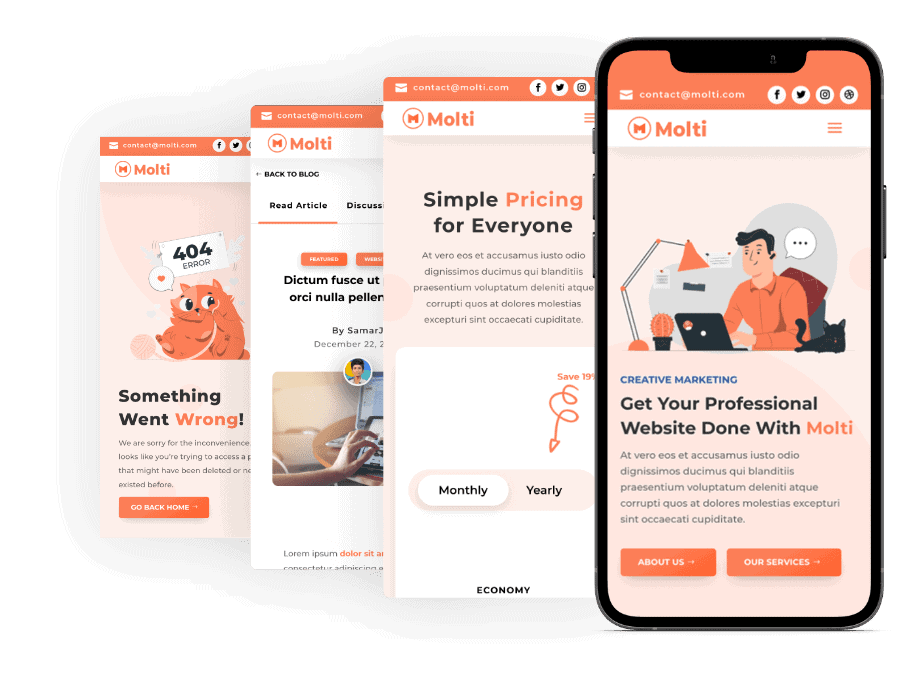 contact@molti.com
Molti
404
ERROR
Something
Went Wrong!
We are sorry for the inconvenience.
looks like you're trying to access a
that might have been deleted or
existed before.
GO BACK HOME →
contact@molti.com
Molti
← BACK TO BLOG
Read Article
FEATURED
Dictum fusce ut
orci nulla
By
December 22,
Lorem ipsum dolor sit
consectetur adipiscing
contact@molti.com
Molti
Simple Pricing
for Everyone
At vero eos et accusamus iusto odio
dignissimos ducimus qui blanditiis
praesentium voluptatum deleniti atque
corrupti quos at dolores molestias
excepturi sint occaecati cupiditate.
Save 19%
Monthly Yearly
ECONOMY
contact@molti.com
Molti
CREATIVE MARKETING
Get Your Professional
Website Done With Molti
At vero eos et accusamus iusto odio
dignissimos ducimus qui blanditiis
praesentium voluptatum deleniti atque
corrupti quos at dolores molestias excepturi
sint occaecati cupiditate.
ABOUT US → OUR SERVICES →